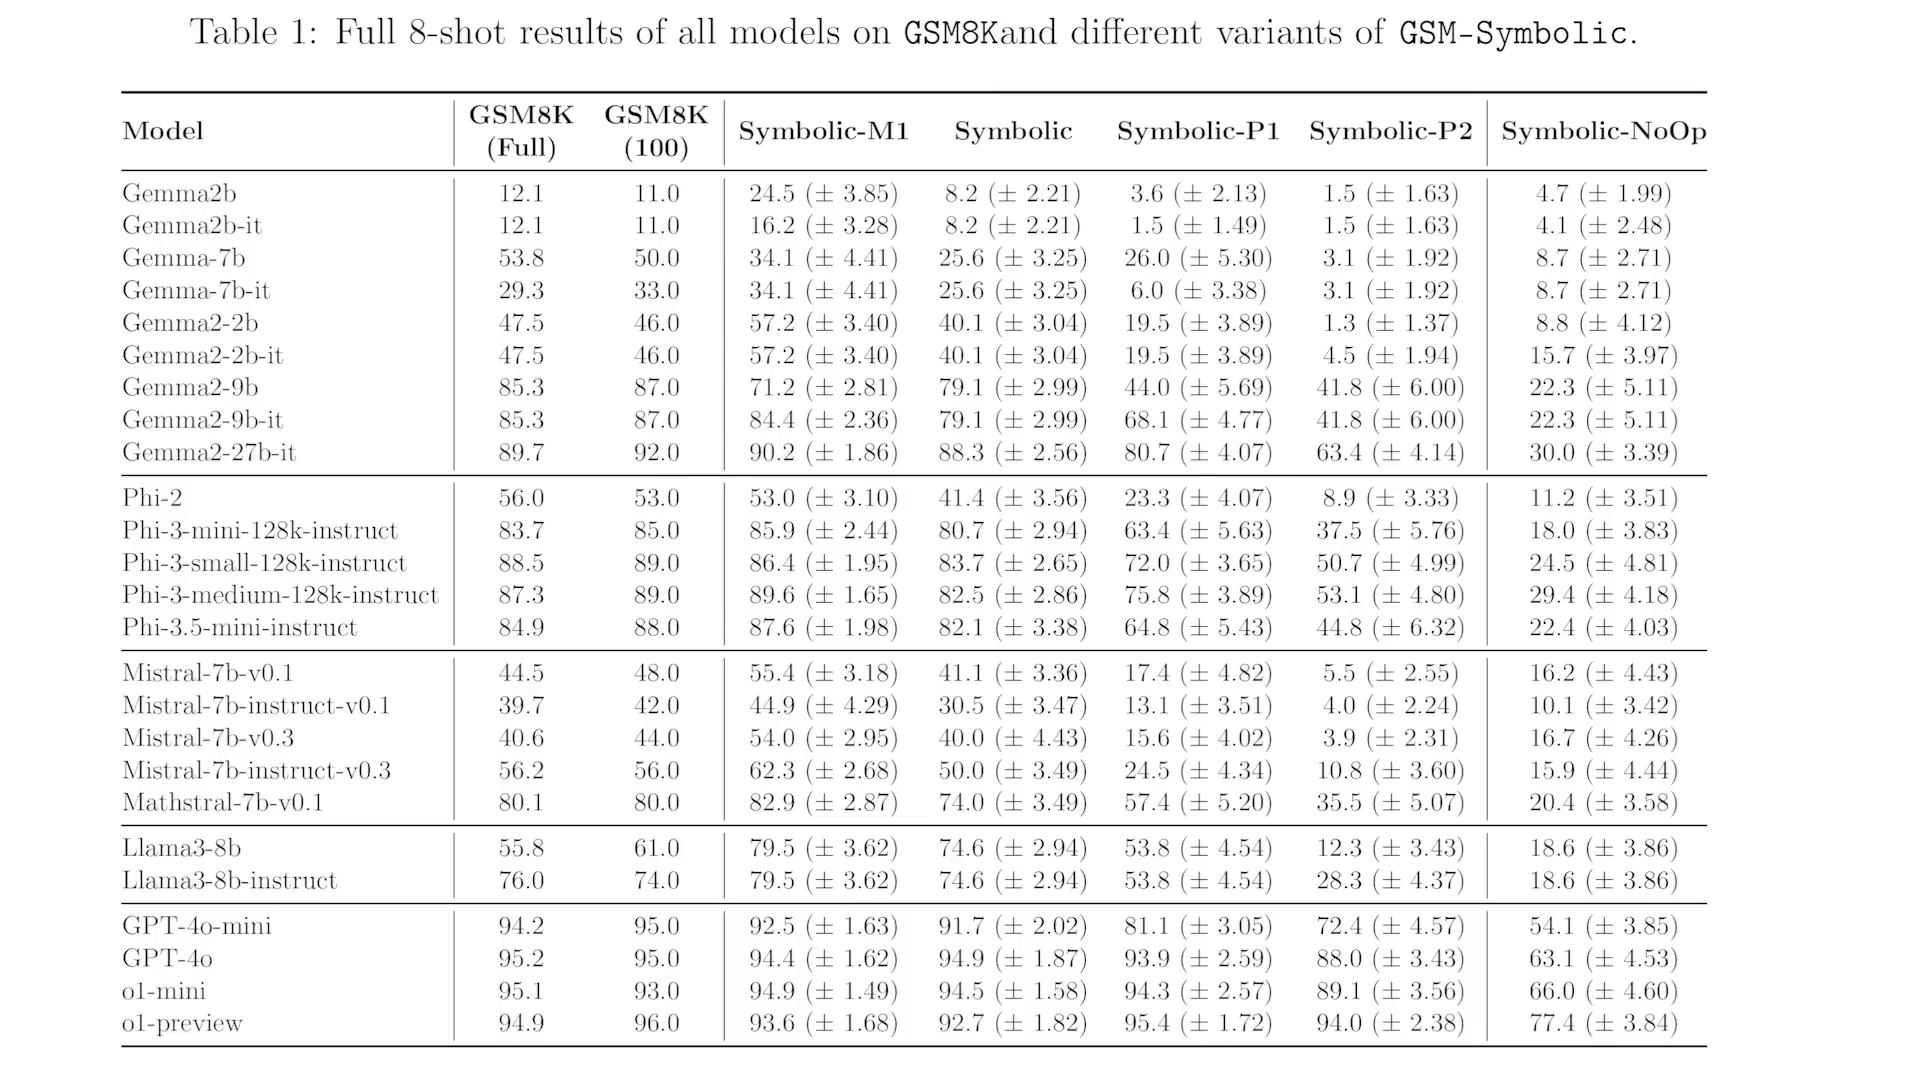 Table 1: Full 8-shot results of all models on GSM8Kand different variants of GSM-Symbolic.
Model GSM8K (Full) GSM8K (100) Symbolic-M1 Symbolic Symbolic-P1 Symbolic-P2 Symbolic-NoOp
Gemma2b 12.1 11.0 24.5 (± 3.85) 8.2 (± 2.21) 3.6 (± 2.13) 1.5 (± 1.63) 4.7 (± 1.99)
Gemma2b-it 12.1 11.0 16.2 (± 3.28) 8.2 (± 2.21) 1.5 (± 1.49) 1.5 (± 1.63) 4.1 (± 2.48)
Gemma-7b 53.8 50.0 34.1 (± 4.41) 25.6 (± 3.25) 26.0 (± 5.30) 3.1 (± 1.92) 8.7 (± 2.71)
Gemma-7b-it 29.3 33.0 34.1 (± 4.41) 25.6 (± 3.25) 6.0 (± 3.38) 3.1 (± 1.92) 8.7 (± 2.71)
Gemma2-2b 47.5 46.0 57.2 (± 3.40) 40.1 (± 3.04) 19.5 (± 3.89) 1.3 (± 1.37) 8.8 (± 4.12)
Gemma2-2b-it 47.5 46.0 57.2 (± 3.40) 40.1 (± 3.04) 19.5 (± 3.89) 4.5 (± 1.94) 15.7 (± 3.97)
Gemma2-9b 85.3 87.0 71.2 (± 2.81) 79.1 (± 2.99) 44.0 (± 5.69) 41.8 (± 6.00) 22.3 (± 5.11)
Gemma2-9b-it 85.3 87.0 84.4 (± 2.36) 79.1 (± 2.99) 68.1 (± 4.77) 41.8 (± 6.00) 22.3 (± 5.11)
Gemma2-27b-it 89.7 92.0 90.2 (± 1.86) 88.3 (± 2.56) 80.7 (± 4.07) 63.4 (± 4.14) 30.0 (± 3.39)
Phi-2 56.0 53.0 53.0 (± 3.10) 41.4 (± 3.56) 23.3 (± 4.07) 8.9 (± 3.33) 11.2 (± 3.51)
Phi-3-mini-128k-instruct 83.7 85.0 85.9 (± 2.44) 80.7 (± 2.94) 63.4 (± 5.63) 37.5 (± 5.76) 18.0 (± 3.83)
Phi-3-small-128k-instruct 88.5 89.0 86.4 (± 1.95) 83.7 (± 2.65) 72.0 (± 3.65) 50.7 (± 4.99) 24.5 (± 4.81)
Phi-3-medium-128k-instruct 87.3 89.0 89.6 (± 1.65) 82.5 (± 2.86) 75.8 (± 3.89) 53.1 (± 4.80) 29.4 (± 4.18)
Phi-3.5-mini-instruct 84.9 88.0 87.6 (± 1.98) 82.1 (± 3.38) 64.8 (± 5.43) 44.8 (± 6.32) 22.4 (± 4.03)
Mistral-7b-v0.1 44.5 48.0 55.4 (± 3.18) 41.1 (± 3.36) 17.4 (± 4.82) 5.5 (± 2.55) 16.2 (± 4.43)
Mistral-7b-instruct-v0.1 39.7 42.0 44.9 (± 4.29) 30.5 (± 3.47) 13.1 (± 3.51) 4.0 (± 2.24) 10.1 (± 3.42)
Mistral-7b-v0.3 40.6 44.0 54.0 (± 2.95) 40.0 (± 4.43) 15.6 (± 4.02) 3.9 (± 2.31) 16.7 (± 4.26)
Mistral-7b-instruct-v0.3 56.2 56.0 62.3 (± 2.68) 50.0 (± 3.49) 24.5 (± 4.34) 10.8 (± 3.60) 15.9 (± 4.44)
Mathstral-7b-v0.1 80.1 80.0 82.9 (± 2.87) 74.0 (± 3.49) 57.4 (± 5.20) 35.5 (± 5.07) 20.4 (± 3.58)
Llama3-8b 55.8 61.0 79.5 (± 3.62) 74.6 (± 2.94) 53.8 (± 4.54) 12.3 (± 3.43) 18.6 (± 3.86)
Llama3-8b-instruct 76.0 74.0 79.5 (± 3.62) 74.6 (± 2.94) 53.8 (± 4.54) 28.3 (± 4.37) 18.6 (± 3.86)
GPT-4o-mini 94.2 95.0 92.5 (± 1.63) 91.7 (± 2.02) 81.1 (± 3.05) 72.4 (± 4.57) 54.1 (± 3.85)
GPT-4o 95.2 95.0 94.4 (± 1.62) 94.9 (± 1.87) 93.9 (± 2.59) 88.0 (± 3.43) 63.1 (± 4.53)
o1-mini 95.1 93.0 94.9 (± 1.49) 94.5 (± 1.58) 94.3 (± 2.57) 89.1 (± 3.56) 66.0 (± 4.60)
o1-preview 94.9 96.0 93.6 (± 1.68) 92.7 (± 1.82) 95.4 (± 1.72) 94.0 (± 2.38) 77.4 (± 3.84)